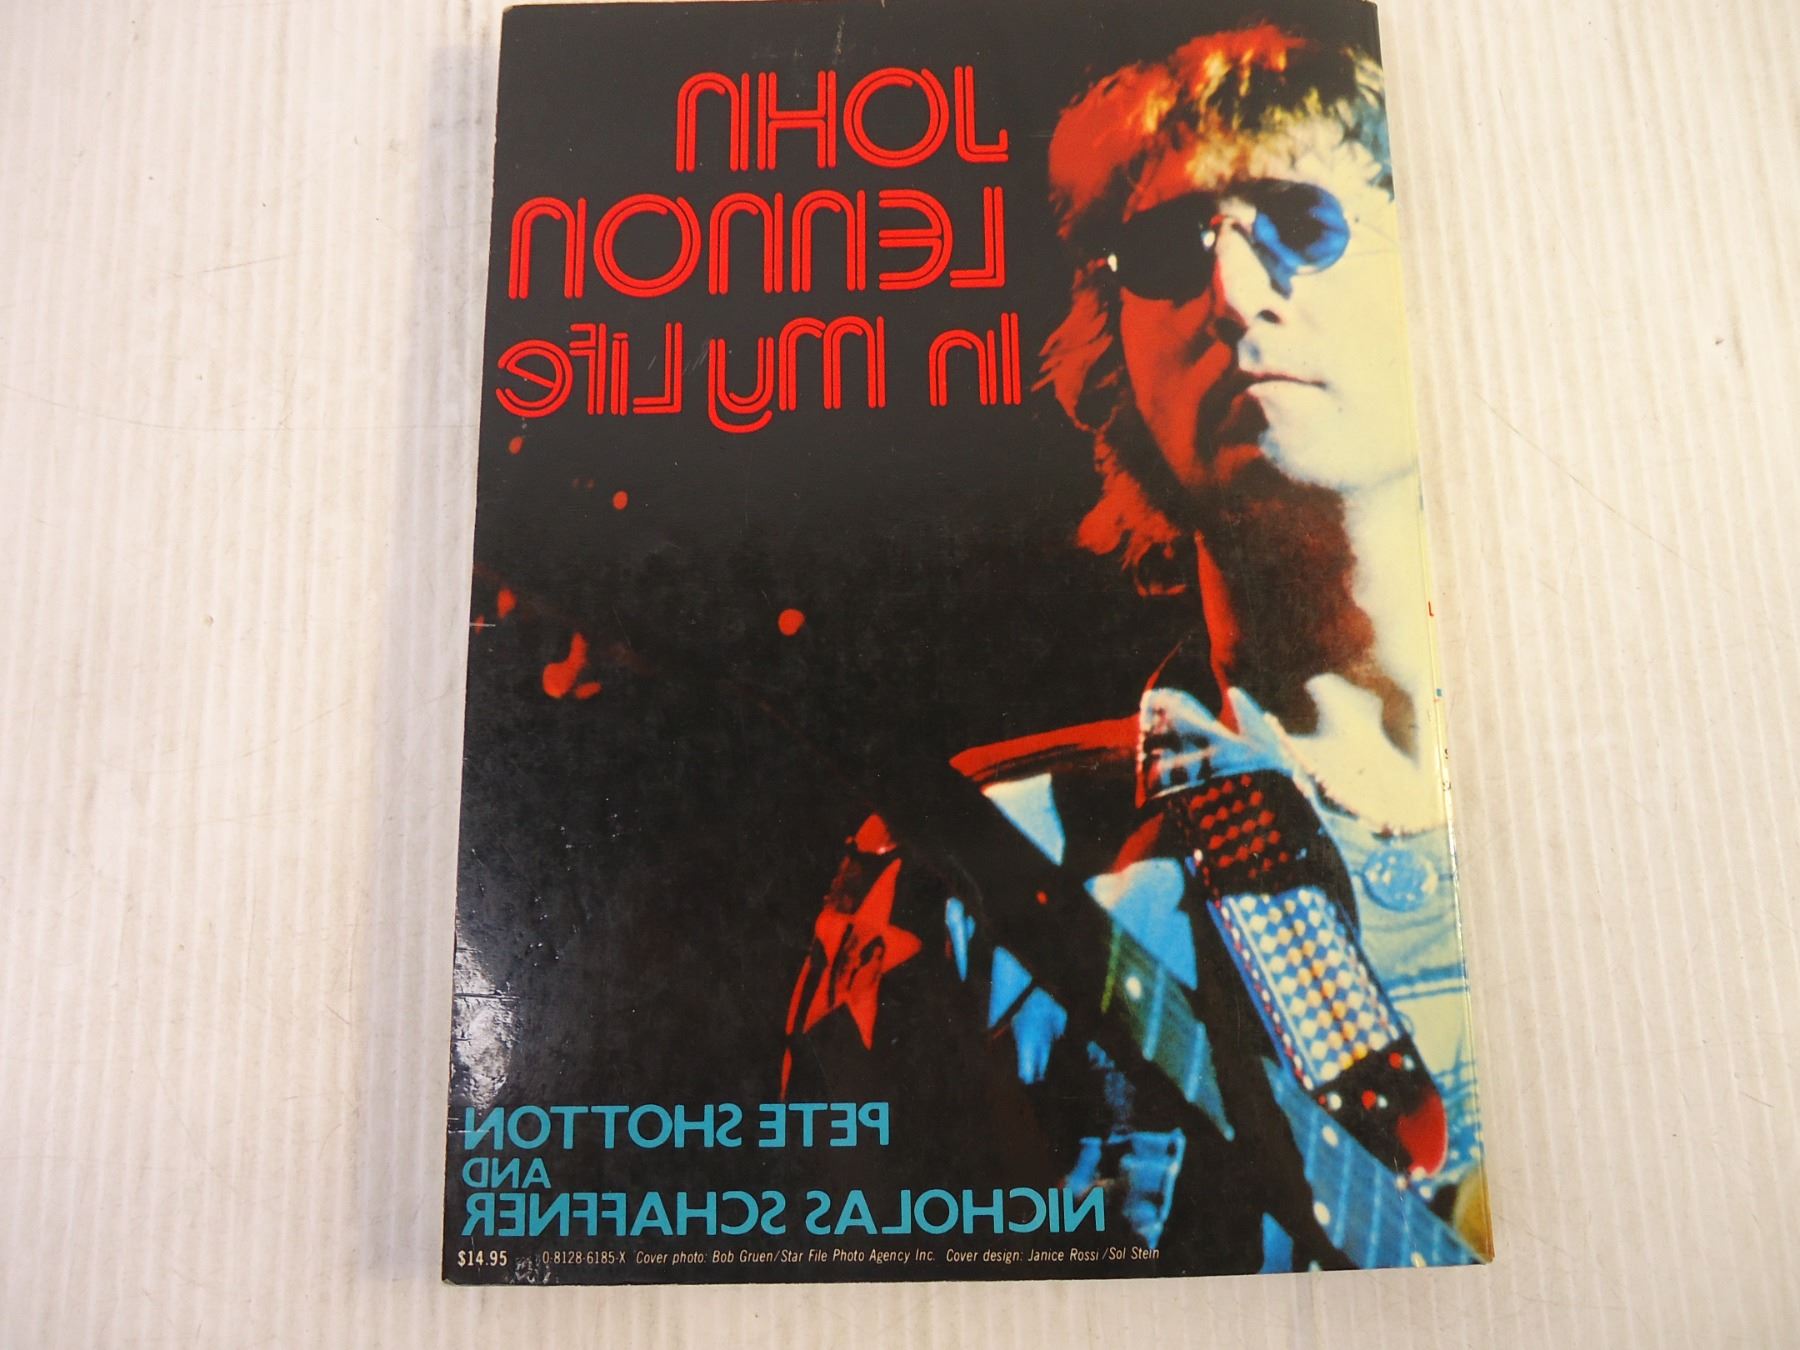 JOHN
LENNON
In My Life
PETE SHOTTON
AND
NICHOLAS SCHAFFNER
$14.95 0-8128-6185-X Cover photo: Bob Gruen/Star File Photo Agency Inc. Cover design: Janice Rossi/Sol Stein